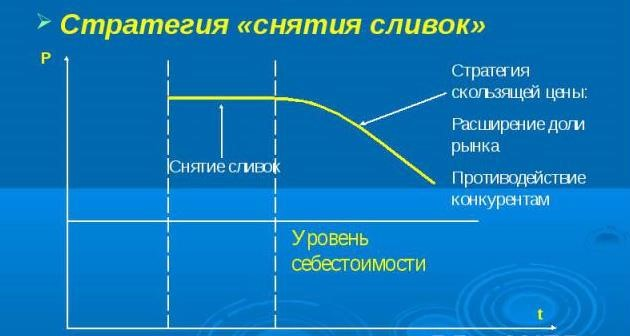 Стратегия «снятия сливок»
P
Стратегия
скользящей цены:
Расширение доли
рынка
Противодействие
конкурентам
Снятие сливок
Уровень
себестоимости
t